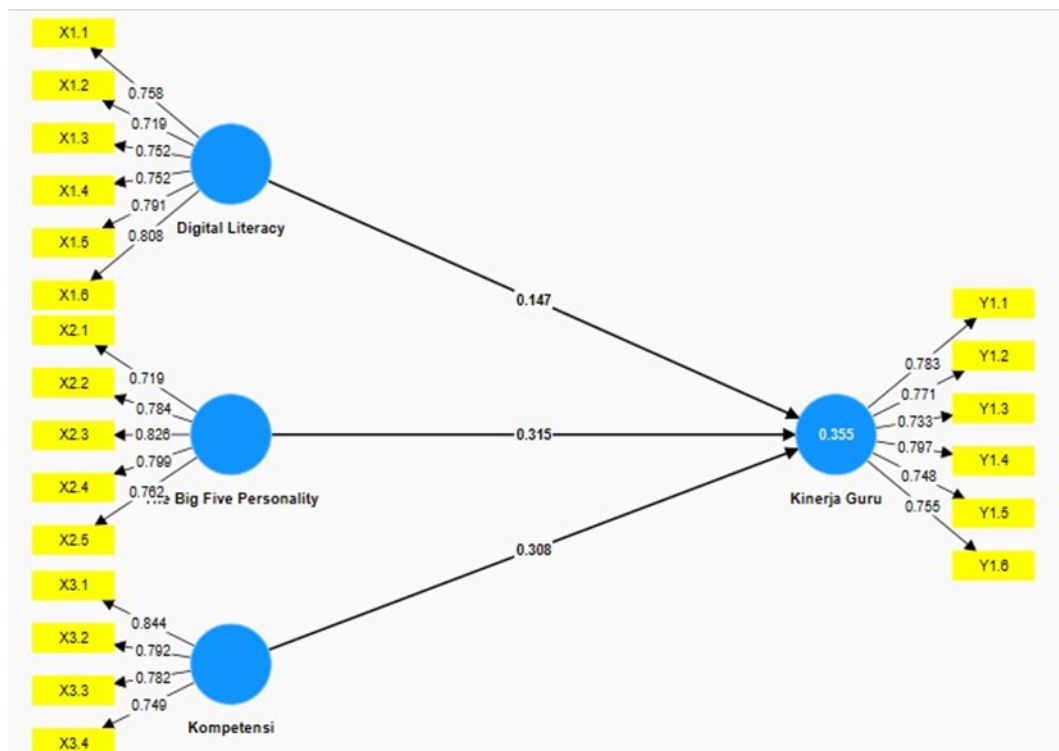 X1.1
0.758
X1.2
0.719
X1.3
0.752
X1.4
0.752
X1.5
0.791
X1.6
0.808
Digital Literacy
X2.1
0.719
X2.2
0.784
X2.3
0.826
X2.4
0.799
X2.5
0.762
Big Five Personality
X3.1
0.844
X3.2
0.792
X3.3
0.782
X3.4
0.749
Kompetensi
0.147
0.315
0.308
0.355
Kinerja Guru
Y1.1
0.783
Y1.2
0.771
Y1.3
0.733
Y1.4
0.797
Y1.5
0.748
Y1.6
0.755